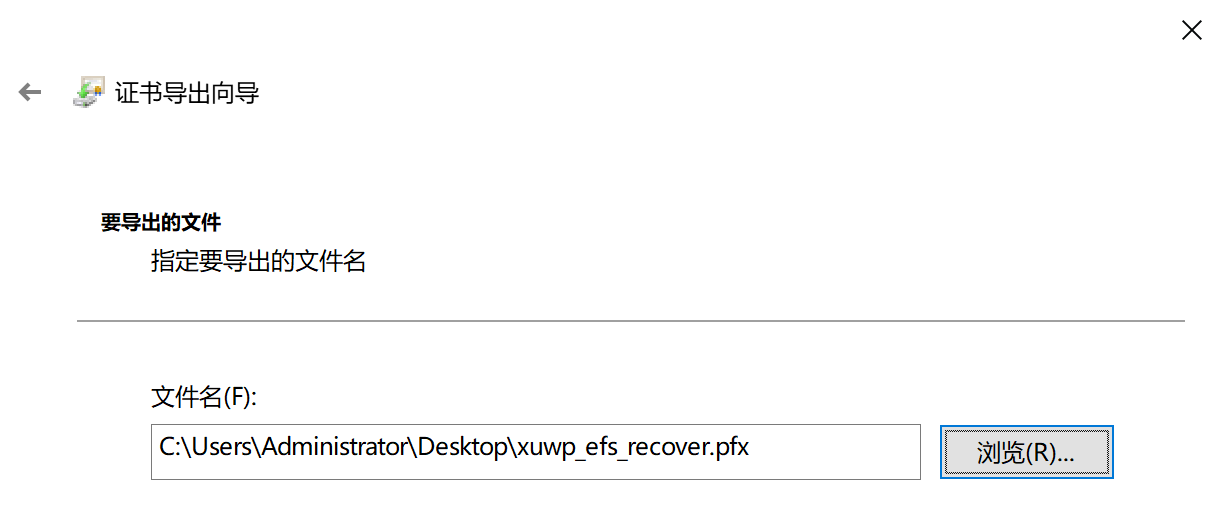 证书导出向导
要导出的文件
指定要导出的文件名
文件名(F):
C:\Users\Administrator\Desktop\xuwp_efs_recover.pfx
浏览(R)...